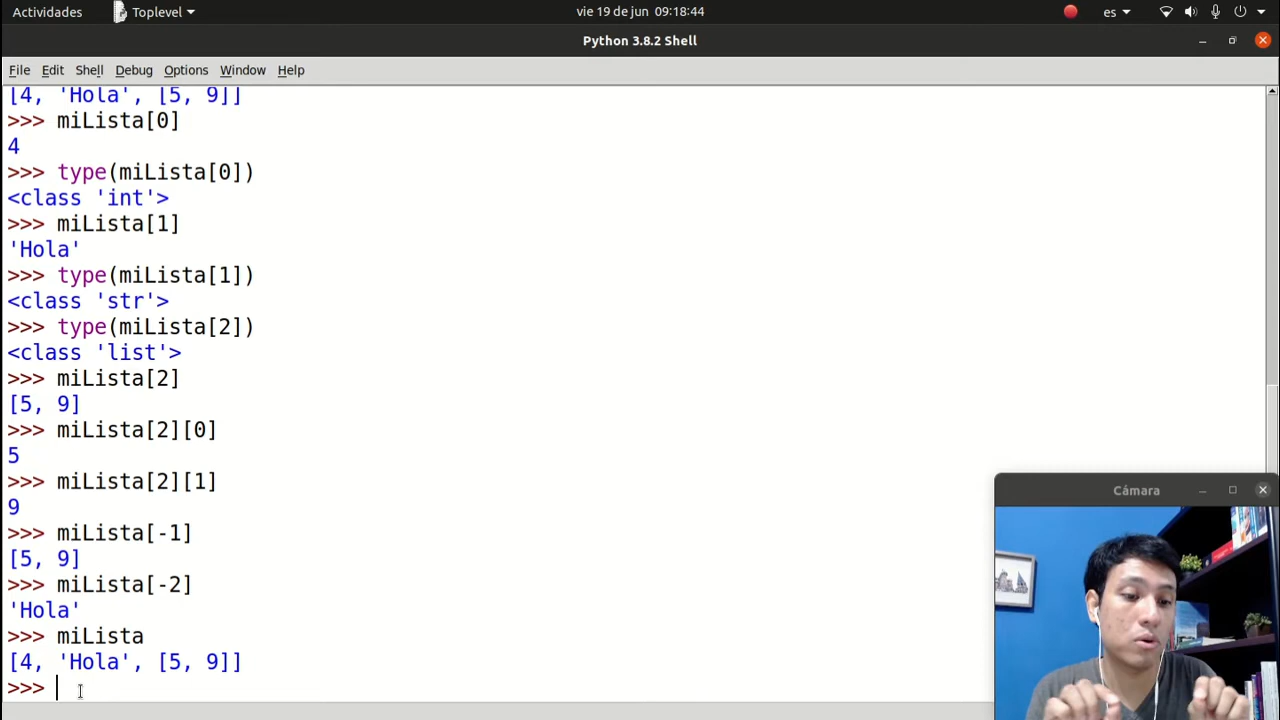 Actividades Toplevel vie 19 de jun 09:18:44 es
Python 3.8.2 Shell
File Edit Shell Debug Options Window Help
[4, 'Hola', [5, 9]]
>>> miLista[0]
4
>>> type(miLista[0])
<class 'int'>
>>> miLista[1]
'Hola'
>>> type(miLista[1])
<class 'str'>
>>> type(miLista[2])
<class 'list'>
>>> miLista[2]
[5, 9]
>>> miLista[2][0]
5
>>> miLista[2][1]
9
>>> miLista[-1]
[5, 9]
>>> miLista[-2]
'Hola'
>>> miLista
[4, 'Hola', [5, 9]]
>>>
Cámara